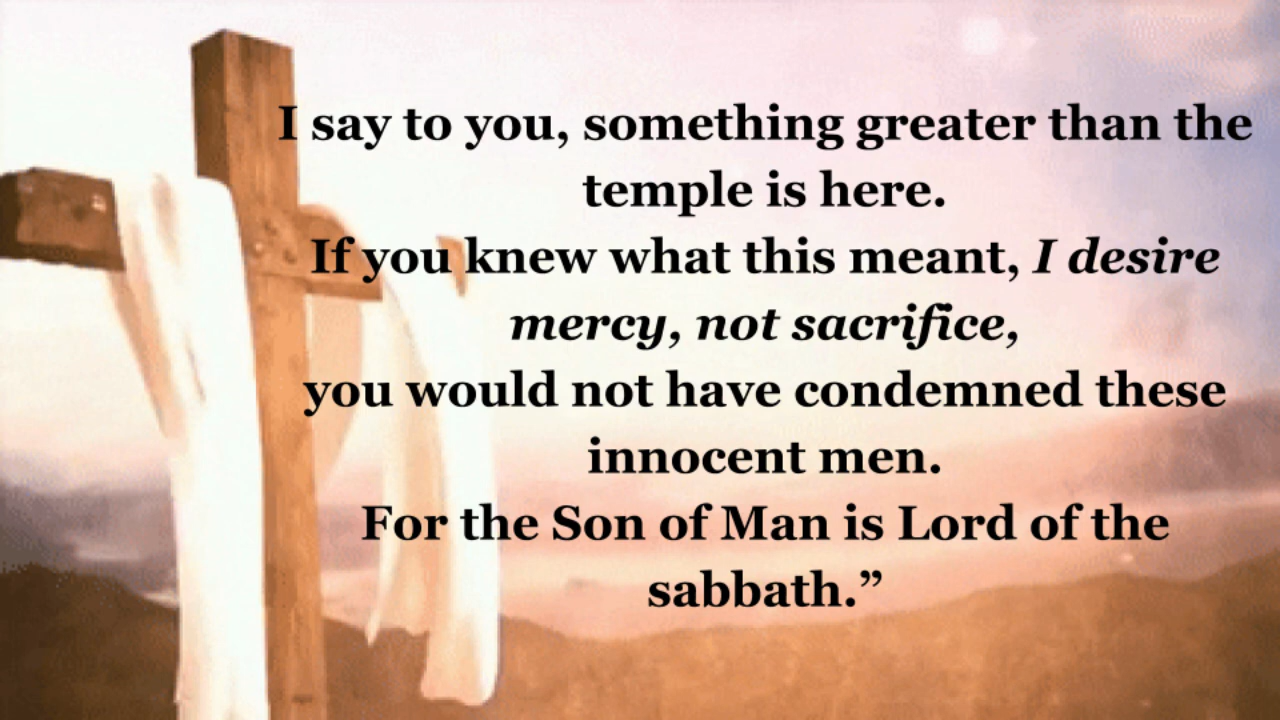 I say to you, something greater than the
temple is here.
If you knew what this meant, I desire
mercy, not sacrifice,
you would not have condemned these
innocent men.
For the Son of Man is Lord of the
sabbath.”